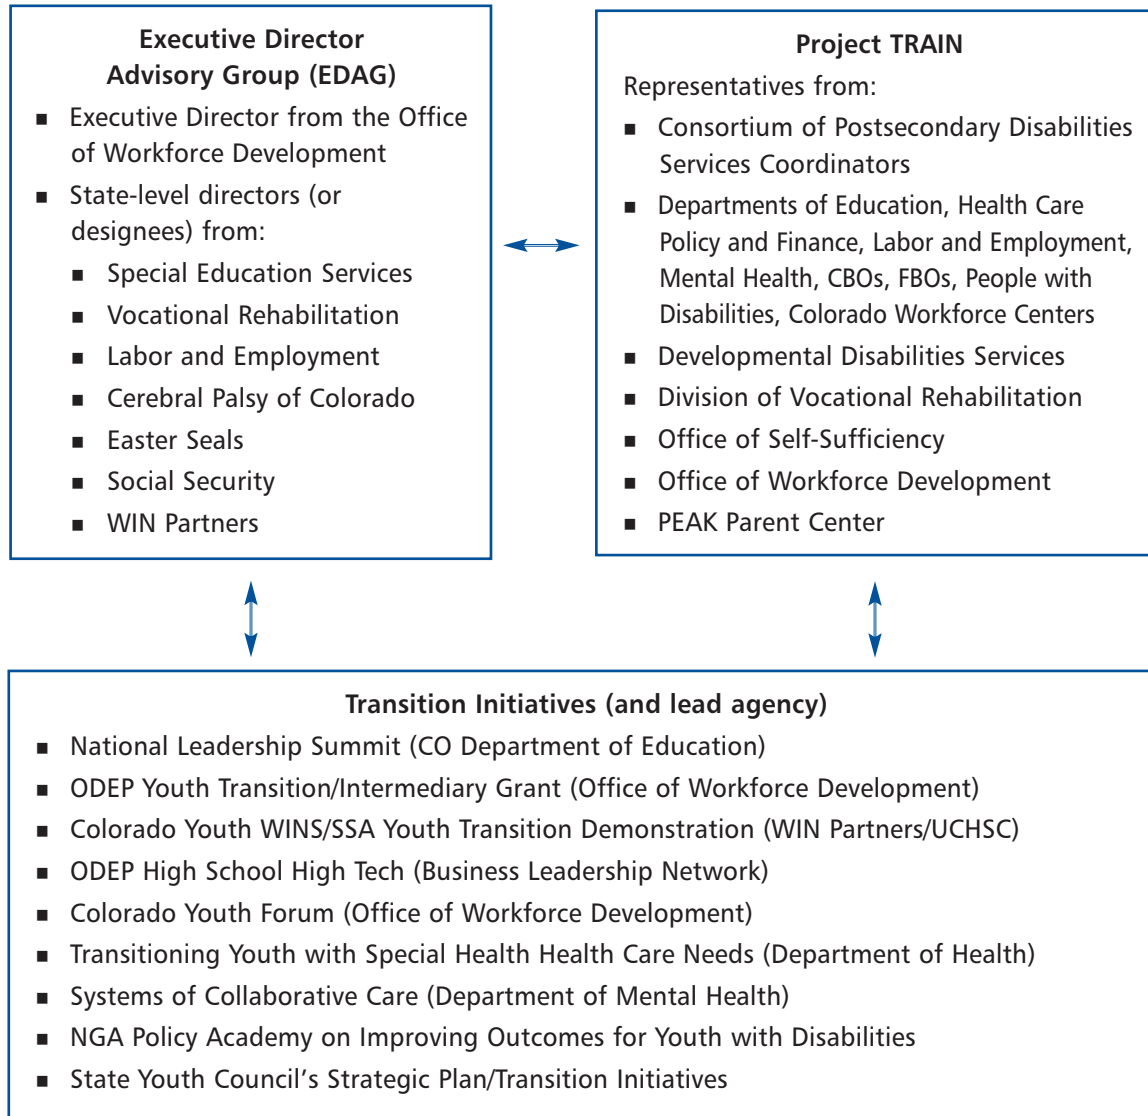 Executive Director
Advisory Group (EDAG)
■ Executive Director from the Office
of Workforce Development
■ State-level directors (or
designees) from:
■ Special Education Services
■ Vocational Rehabilitation
■ Labor and Employment
■ Cerebral Palsy of Colorado
■ Easter Seals
■ Social Security
■ WIN Partners
Project TRAIN
Representatives from:
■ Consortium of Postsecondary Disabilities
Services Coordinators
■ Departments of Education, Health Care
Policy and Finance, Labor and Employment,
Mental Health, CBOs, FBOs, People with
Disabilities, Colorado Workforce Centers
■ Developmental Disabilities Services
■ Division of Vocational Rehabilitation
■ Office of Self-Sufficiency
■ Office of Workforce Development
■ PEAK Parent Center
Transition Initiatives (and lead agency)
■ National Leadership Summit (CO Department of Education)
■ ODEP Youth Transition/Intermediary Grant (Office of Workforce Development)
■ Colorado Youth WINS/SSA Youth Transition Demonstration (WIN Partners/UCHSC)
■ ODEP High School High Tech (Business Leadership Network)
■ Colorado Youth Forum (Office of Workforce Development)
■ Transitioning Youth with Special Health Health Care Needs (Department of Health)
■ Systems of Collaborative Care (Department of Mental Health)
■ NGA Policy Academy on Improving Outcomes for Youth with Disabilities
■ State Youth Council’s Strategic Plan/Transition Initiatives